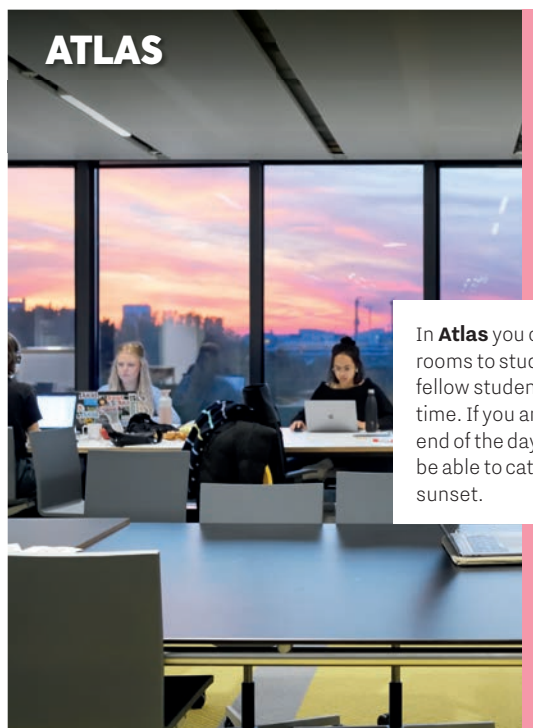 ATLAS
In Atlas you
rooms to stud
fellow studen
time. If you ar
end of the day
be able to cat
sunset.